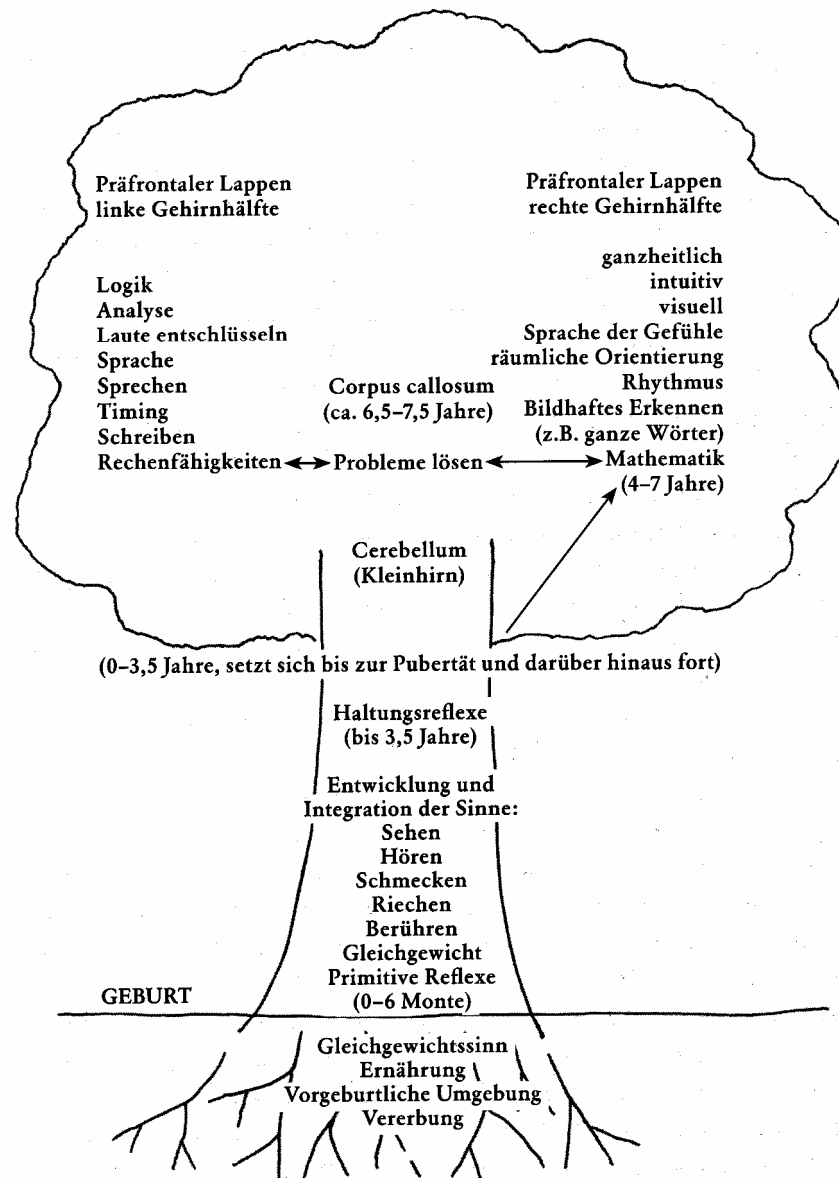 Präfrontaler Lappen
linke Gehirnhälfte
Präfrontaler Lappen
rechte Gehirnhälfte
Logik
Analyse
Laute entschlüsseln
Sprache
Sprechen
Timing
Schreiben
Rechenfähigkeiten
Corpus callosum
(ca. 6,5–7,5 Jahre)
Probleme lösen
ganzheitlich
intuitiv
visuell
Sprache der Gefühle
räumliche Orientierung
Rhythmus
Bildhaftes Erkennen
(z.B. ganze Wörter)
Mathematik
(4–7 Jahre)
Cerebellum
(Kleinhirn)
(0–3,5 Jahre, setzt sich bis zur Pubertät und darüber hinaus fort)
Haltungsreflexe
(bis 3,5 Jahre)
Entwicklung und
Integration der Sinne:
Sehen
Hören
Schmecken
Riechen
Berühren
Gleichgewicht
Primitive Reflexe
(0–6 Monte)
GEBURT
Gleichgewichtssinn
Ernährung
Vorgeburtliche Umgebung
Vererbung